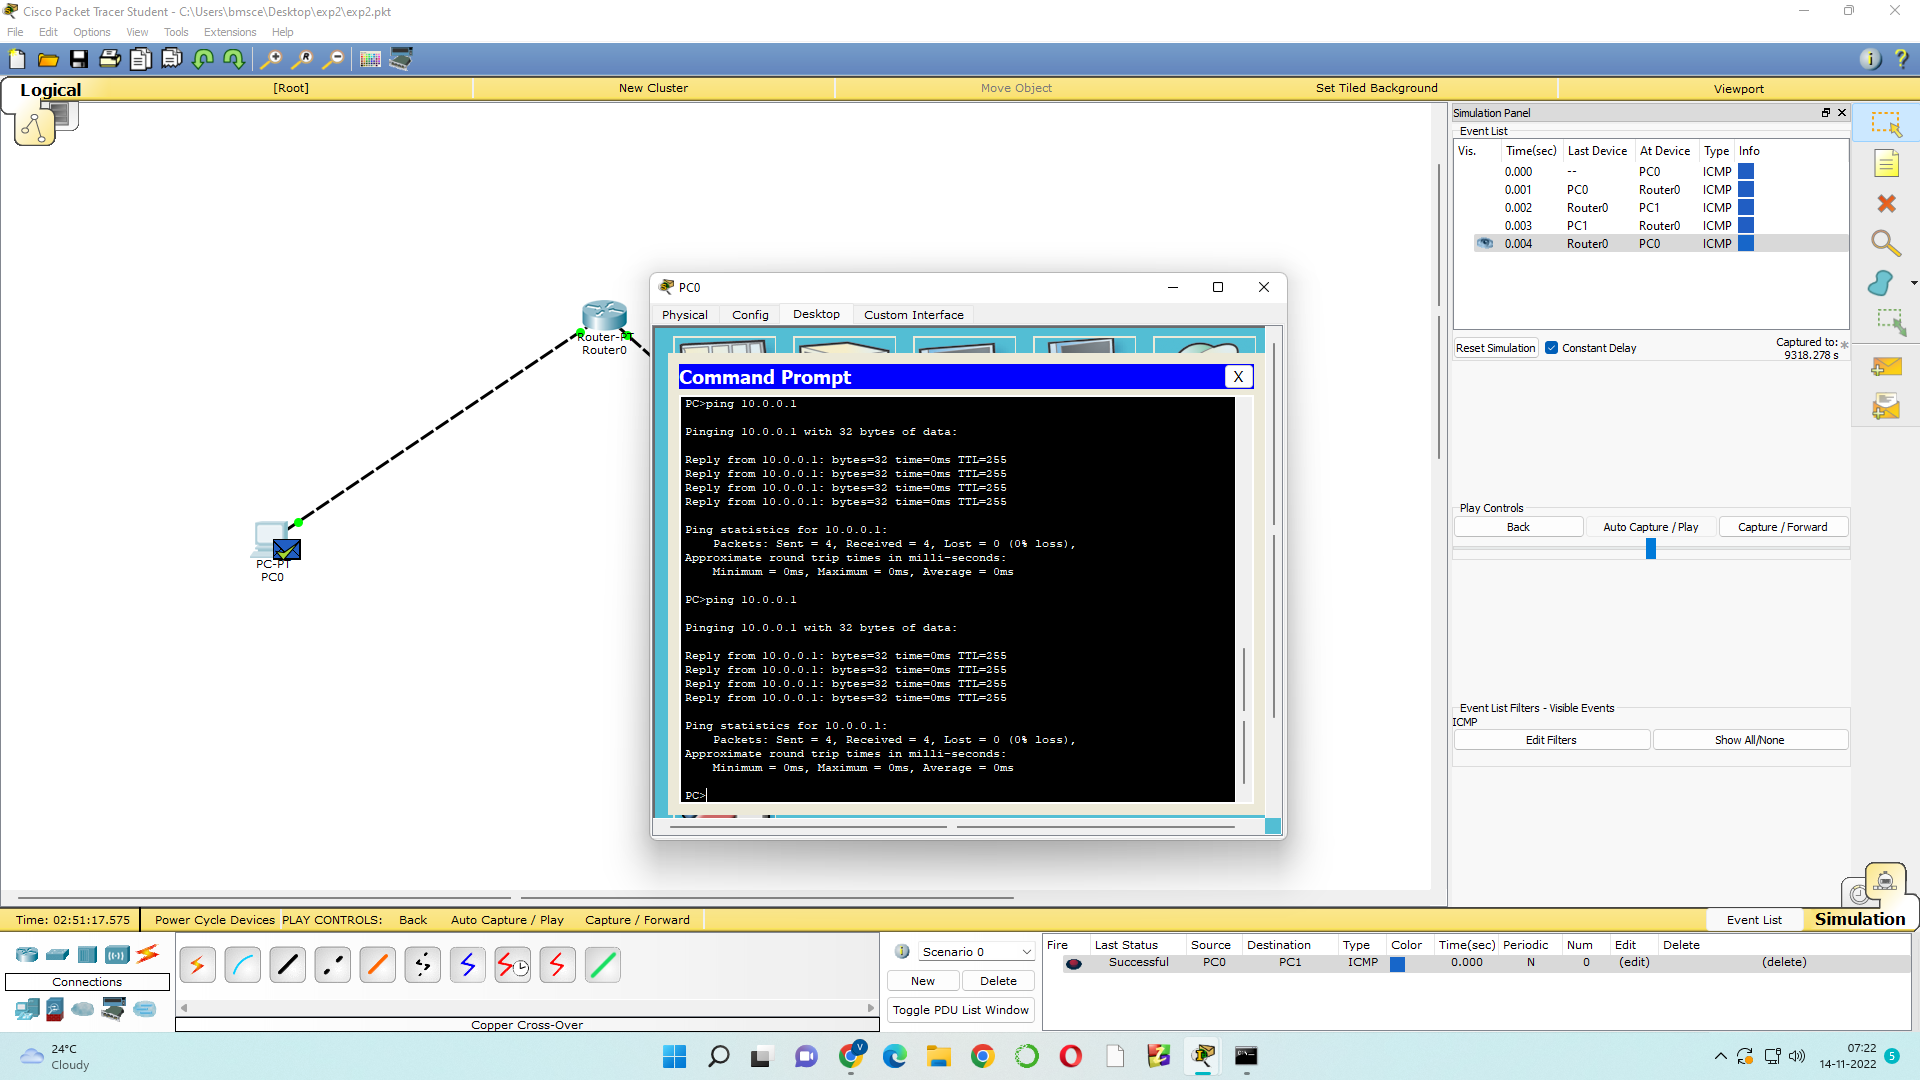 Cisco Packet Tracer Student - C:\Users\bmsce\Desktop\exp2\exp2.pkt
File Edit Options View Tools Extensions Help
Logical [Root] New Cluster Move Object Set Tiled Background Viewport
Simulation Panel
Event List
Vis. Time(sec) Last Device At Device Type Info
0.000 -- PC0 ICMP
0.001 PC0 Router0 ICMP
0.002 Router0 PC1 ICMP
0.003 PC1 Router0 ICMP
0.004 Router0 PC0 ICMP
Reset Simulation Constant Delay Captured to: *
9318.278 s
Play Controls
Back Auto Capture / Play Capture / Forward
Event List Filters - Visible Events
ICMP
Edit Filters Show All/None
Router-PT
Router0
PC-PT
PC0
PC0
Physical Config Desktop Custom Interface
Command Prompt X
PC>ping 10.0.0.1
Pinging 10.0.0.1 with 32 bytes of data:
Reply from 10.0.0.1: bytes=32 time=0ms TTL=255
Reply from 10.0.0.1: bytes=32 time=0ms TTL=255
Reply from 10.0.0.1: bytes=32 time=0ms TTL=255
Reply from 10.0.0.1: bytes=32 time=0ms TTL=255
Ping statistics for 10.0.0.1:
Packets: Sent = 4, Received = 4, Lost = 0 (0% loss),
Approximate round trip times in milli-seconds:
Minimum = 0ms, Maximum = 0ms, Average = 0ms
PC>ping 10.0.0.1
Pinging 10.0.0.1 with 32 bytes of data:
Reply from 10.0.0.1: bytes=32 time=0ms TTL=255
Reply from 10.0.0.1: bytes=32 time=0ms TTL=255
Reply from 10.0.0.1: bytes=32 time=0ms TTL=255
Reply from 10.0.0.1: bytes=32 time=0ms TTL=255
Ping statistics for 10.0.0.1:
Packets: Sent = 4, Received = 4, Lost = 0 (0% loss),
Approximate round trip times in milli-seconds:
Minimum = 0ms, Maximum = 0ms, Average = 0ms
PC>
Time: 02:51:17.575 Power Cycle Devices PLAY CONTROLS: Back Auto Capture / Play Capture / Forward Event List Simulation
Connections
Copper Cross-Over
Scenario 0
New Delete
Toggle PDU List Window
Fire Last Status Source Destination Type Color Time(sec) Periodic Num Edit Delete
Successful PC0 PC1 ICMP 0.000 N 0 (edit) (delete)
24°C
Cloudy
V
07:22
14-11-2022
5